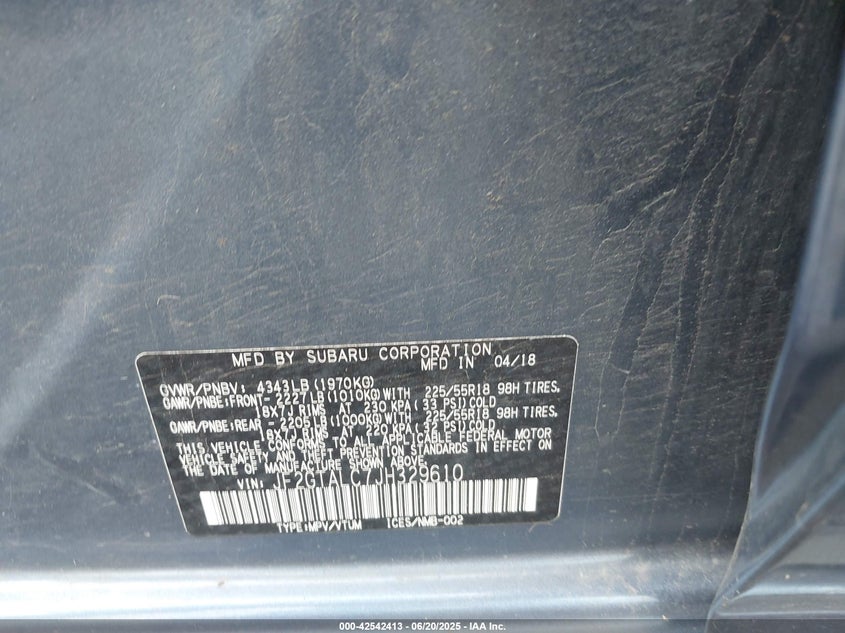 MFD BY SUBARU CORPORATION
MFD IN 04/18
GVWR/PNBV: 4343LB(1970KG)
GAWR/PNBE:FRONT- 2227LB(1010KG)WITH 225/55R18 98H TIRES.
18X7J RIMS AT 230 KPA(33 PSI)COLD
GAWR/PNBE:REAR - 2205LB(1000KG)WITH 225/55R18 98H TIRES.
18X7J RIMS AT 220 KPA(32 PSI)COLD
THIS VEHICLE CONFORMS TO ALL APPLICABLE FEDERAL MOTOR
VEHICLE SAFETY AND THEFT PREVENTION STANDARDS IN EFFECT ON
THE DATE OF MANUFACTURE SHOWN ABOVE.
VIN: JF2GTALC7JH329610
TYPE:MPV/VTUM ICES/NMB-002
000-42542413 - 06/20/2025 - IAA Inc.